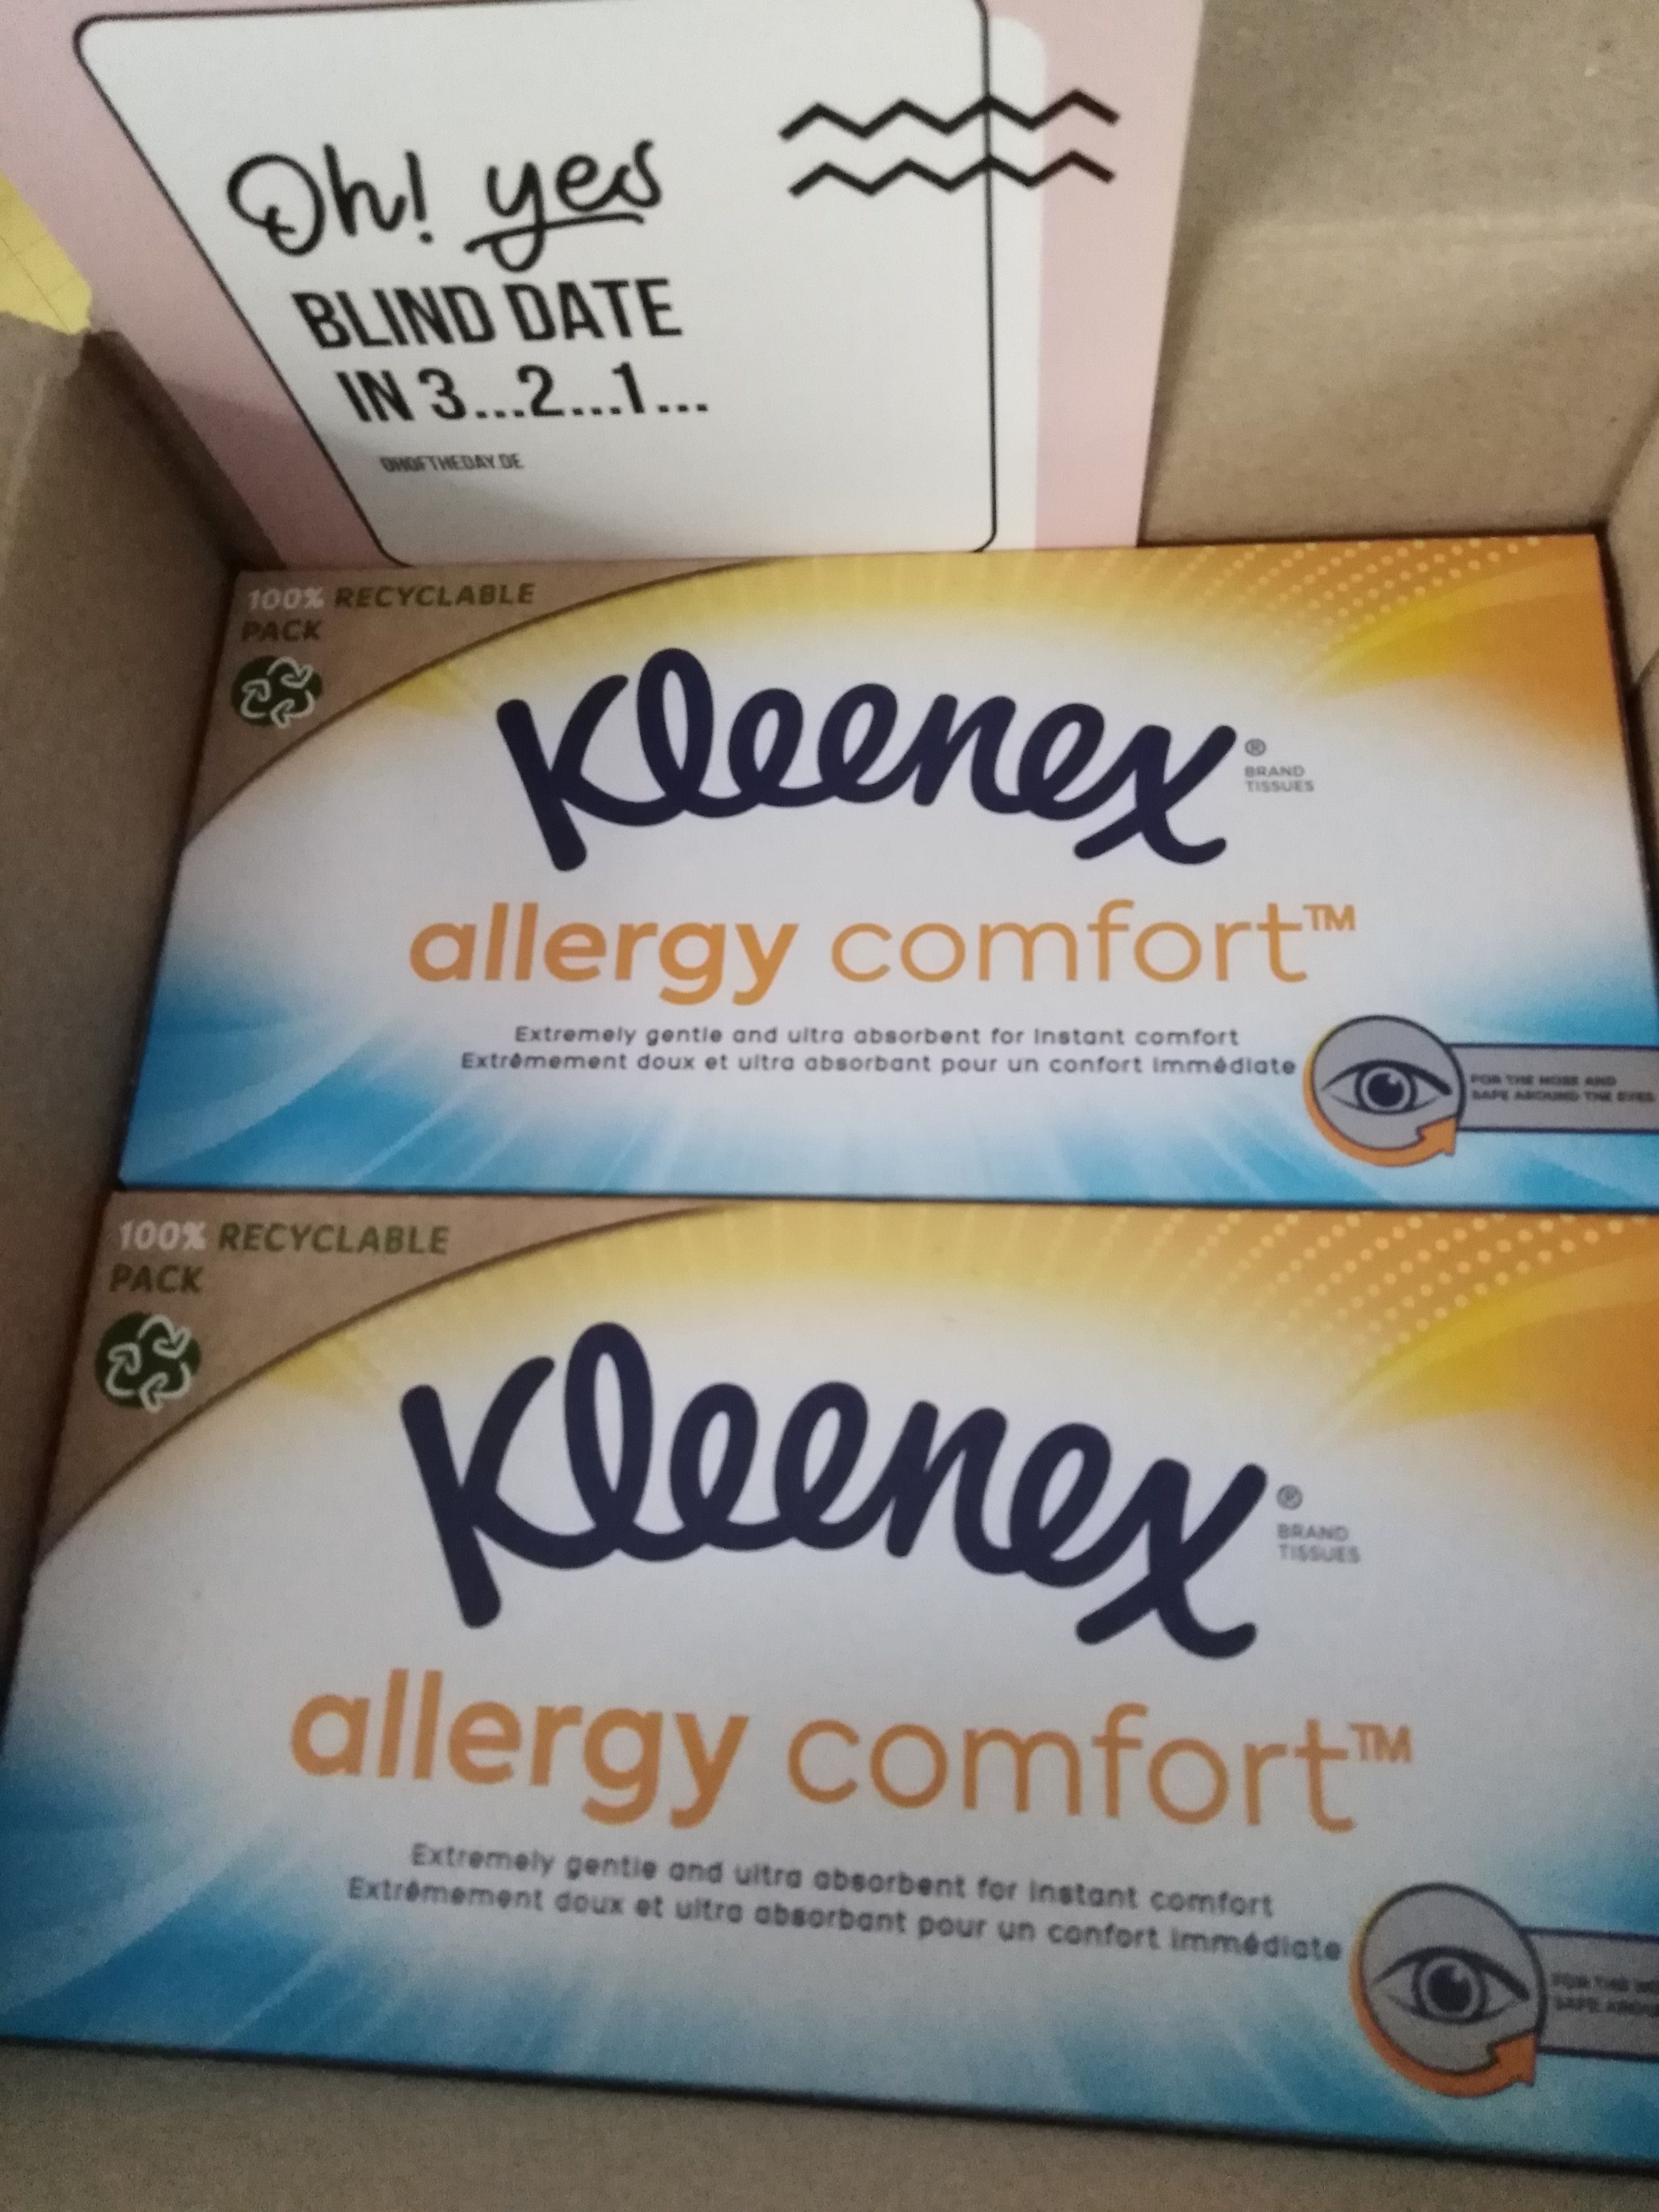 Oh! yes
BLIND DATE
IN 3...2...1...
OHOFTHEDAY.DE
100% RECYCLABLE
PACK
Kleenex®
BRAND
TISSUES
allergy comfort™
Extremely gentle and ultra absorbent for instant comfort
Extrêmement doux et ultra absorbant pour un confort immédiate
FOR THE NOSE AND
SAFE AROUND THE EYES
100% RECYCLABLE
PACK
Kleenex®
BRAND
TISSUES
allergy comfort™
Extremely gentle and ultra absorbent for instant comfort
Extrêmement doux et ultra absorbant pour un confort immédiate
FOR THE
SAFE